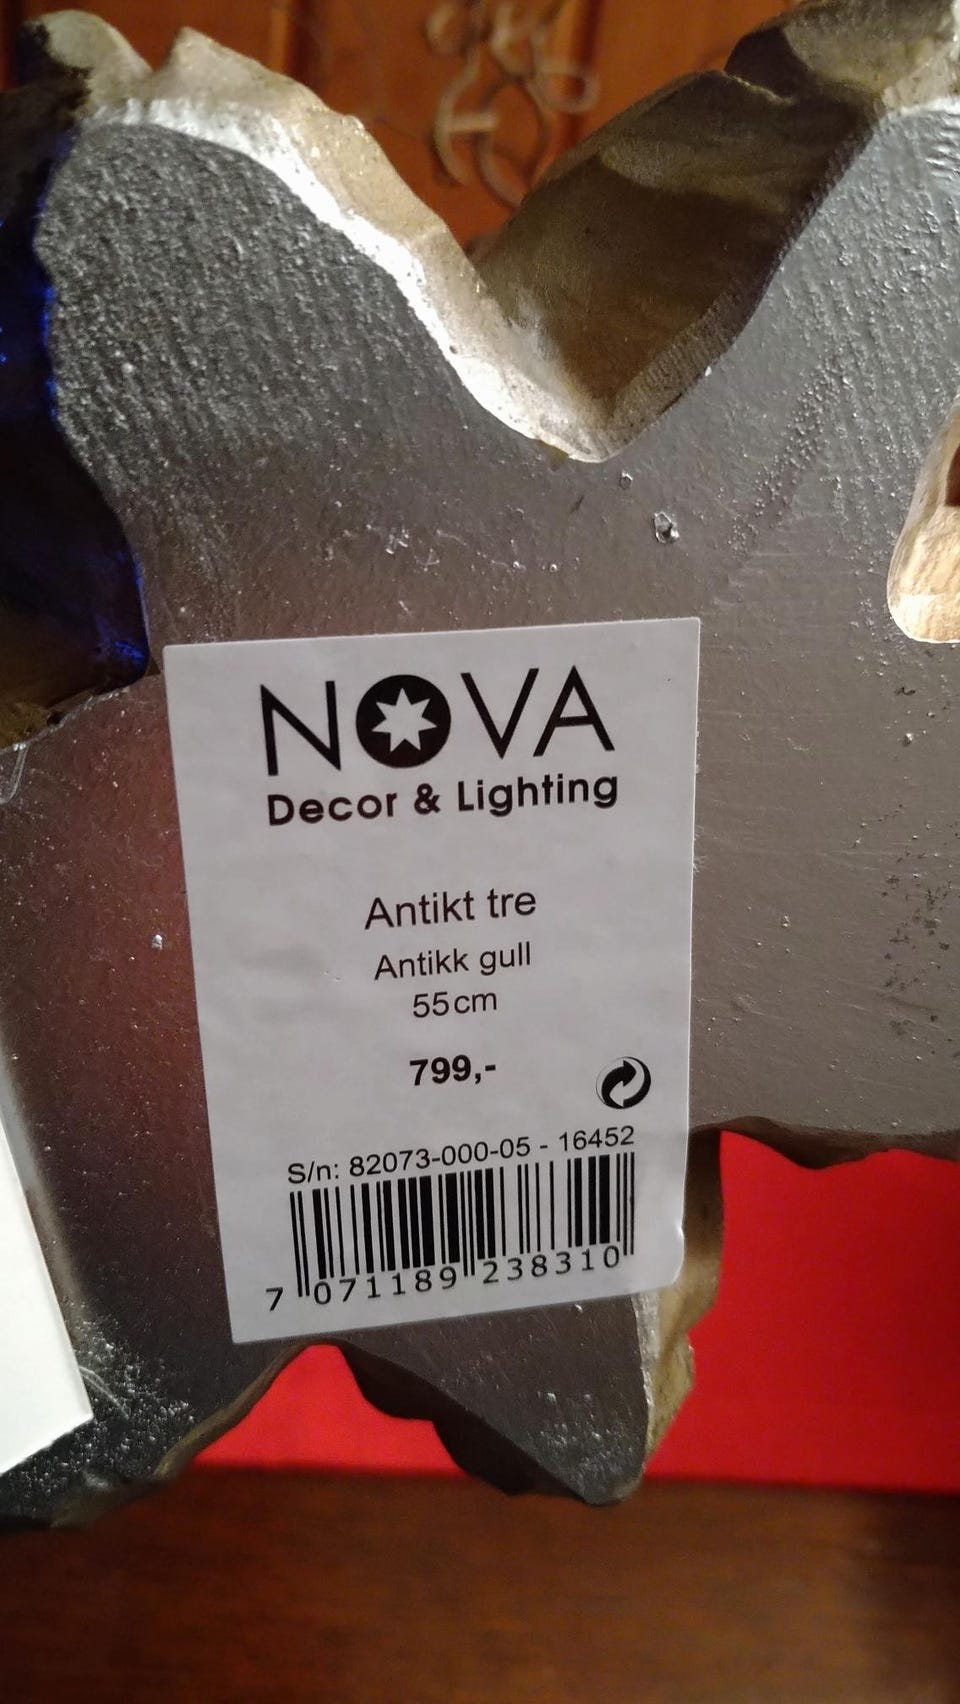 NOVA
Decor & Lighting
Antikt tre
Antikk gull
55cm
799,-
S/n: 82073-000-05 - 16452
7 071189 238310